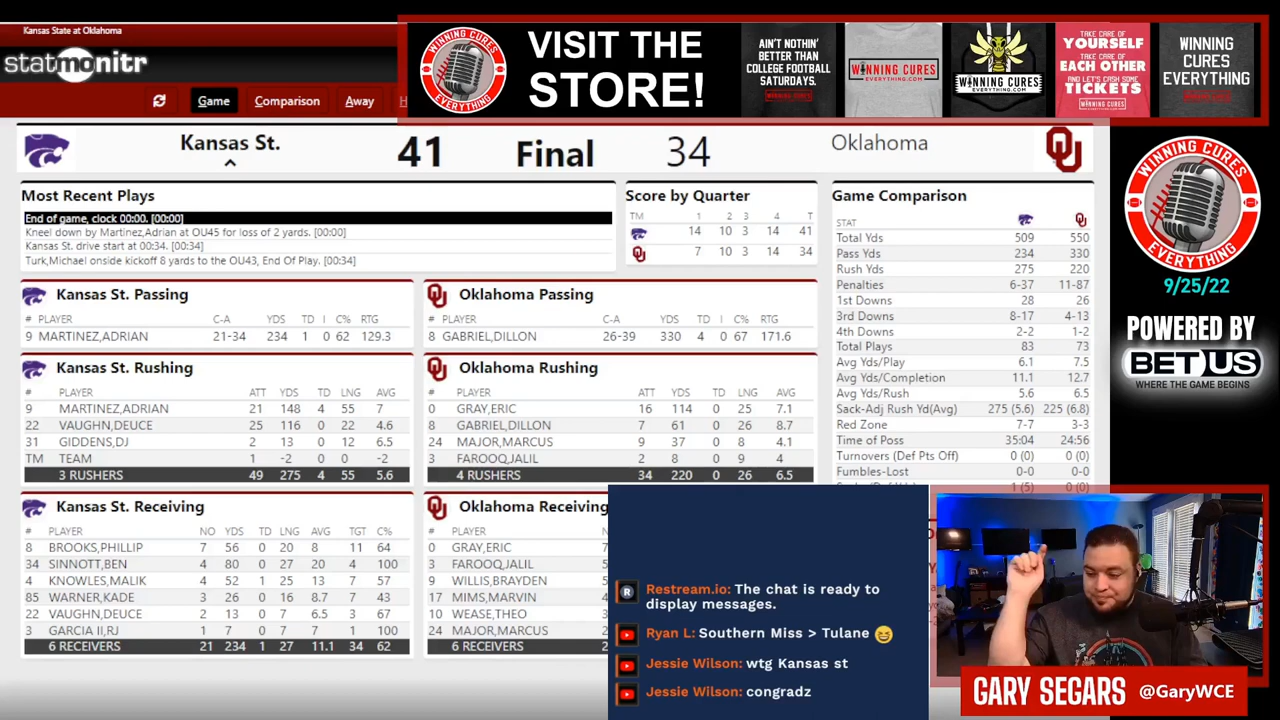 Kansas State at Oklahoma
statmonitr
Game Comparison Away H
VISIT THE
STORE!
WINNING CURES
EVERYTHING
AIN'T NOTHIN'
BETTER THAN
COLLEGE FOOTBALL
SATURDAYS.
WINNING CURES
WINNING CURES
EVERYTHING.COM
WINNING CURES
EVERYTHING.COM
TAKE CARE OF
YOURSELF
TAKE CARE OF
EACH OTHER
AND LET'S CASH SOME
TICKETS
WINNING CURES
WINNING
CURES
EVERYTHING
Kansas St. 41 Final 34 Oklahoma
OU
Most Recent Plays
End of game, clock 00:00. [00:00]
Kneel down by Martinez,Adrian at OU45 for loss of 2 yards. [00:00]
Kansas St. drive start at 00:34. [00:34]
Turk,Michael onside kickoff 8 yards to the OU43, End Of Play. [00:34]
Score by Quarter
TM 1 2 3 4 T
14 10 3 14 41
7 10 3 14 34
Game Comparison
STAT
Total Yds 509 550
Pass Yds 234 330
Rush Yds 275 220
Penalties 6-37 11-87
1st Downs 28 26
3rd Downs 8-17 4-13
4th Downs 2-2 1-2
Total Plays 83 73
Avg Yds/Play 6.1 7.5
Avg Yds/Completion 11.1 12.7
Avg Yds/Rush 5.6 6.5
Sack-Adj Rush Yd(Avg) 275 (5.6) 225 (6.8)
Red Zone 7-7 3-3
Time of Poss 35:04 24:56
Turnovers (Def Pts Off) 0 (0) 0 (0)
Fumbles-Lost 0-0 0-0
1 (5) 0 (0)
Kansas St. Passing
# PLAYER C-A YDS TD I C% RTG
9 MARTINEZ,ADRIAN 21-34 234 1 0 62 129.3
OU Oklahoma Passing
# PLAYER C-A YDS TD I C% RTG
8 GABRIEL,DILLON 26-39 330 4 0 67 171.6
Kansas St. Rushing
# PLAYER ATT YDS TD LNG AVG
9 MARTINEZ,ADRIAN 21 148 4 55 7
22 VAUGHN,DEUCE 25 116 0 22 4.6
31 GIDDENS,DJ 2 13 0 12 6.5
TM TEAM 1 -2 0 0 -2
3 RUSHERS 49 275 4 55 5.6
OU Oklahoma Rushing
# PLAYER ATT YDS TD LNG AVG
0 GRAY,ERIC 16 114 0 25 7.1
8 GABRIEL,DILLON 7 61 0 26 8.7
24 MAJOR,MARCUS 9 37 0 8 4.1
3 FAROOQ,JALIL 2 8 0 9 4
4 RUSHERS 34 220 0 26 6.5
Kansas St. Receiving
# PLAYER NO YDS TD LNG AVG TGT C%
8 BROOKS,PHILLIP 7 56 0 20 8 11 64
34 SINNOTT,BEN 4 80 0 27 20 4 100
4 KNOWLES,MALIK 4 52 1 25 13 7 57
85 WARNER,KADE 3 26 0 16 8.7 7 43
22 VAUGHN,DEUCE 2 13 0 7 6.5 3 67
3 GARCIA II,RJ 1 7 0 7 7 1 100
6 RECEIVERS 21 234 1 27 11.1 34 62
OU Oklahoma Receiving
# PLAYER
0 GRAY,ERIC
3 FAROOQ,JALIL
9 WILLIS,BRAYDEN
17 MIMS,MARVIN
10 WEASE,THEO
24 MAJOR,MARCUS
6 RECEIVERS
Restream.io: The chat is ready to
display messages.
Ryan L: Southern Miss > Tulane 😆
Jessie Wilson: wtg Kansas st
Jessie Wilson: congradz
WINNING CURES
EVERYTHING
9/25/22
POWERED BY
BETUS
WHERE THE GAME BEGINS
GARY SEGARS @GaryWCE